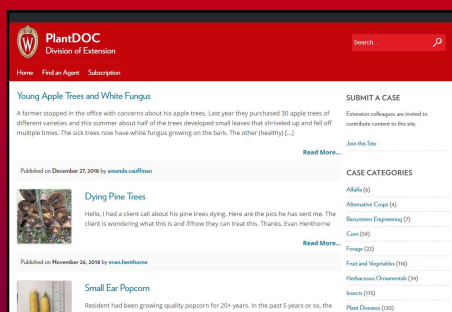 PlantDOC
Division of Extension
Search...
Home Find an Agent Subscription
Young Apple Trees and White Fungus
A farmer stopped in the office with concerns about his apple trees. Last year they purchased 30 apple trees of
different varieties and this summer about half of the trees developed small leaves that shriveled up and fell off
multiple times. The sick trees now have white fungus growing on the bark. The other (healthy) [...]
Read More...
Published on December 27, 2018 by amanda.cauffman
Dying Pine Trees
Hello, I had a client call about his pine trees dying. Here are the pics he has sent me. The
client is wondering what this is and if/how they can treat this. Thanks, Evan Henthorne
Read More...
Published on November 26, 2018 by evan.henthorne
Small Ear Popcorn
Resident had been growing quality popcorn for 20+ years. In the past 5 years or so, the
SUBMIT A CASE
Extension colleagues are invited to
contribute content to this site.
Join this Site
CASE CATEGORIES
Alfalfa (6)
Alternative Crops (4)
Biosystems Engineering (7)
Corn (59)
Forage (22)
Fruit and Vegetables (116)
Herbaceous Ornamentals (54)
Insects (175)
Plant Diseases (120)